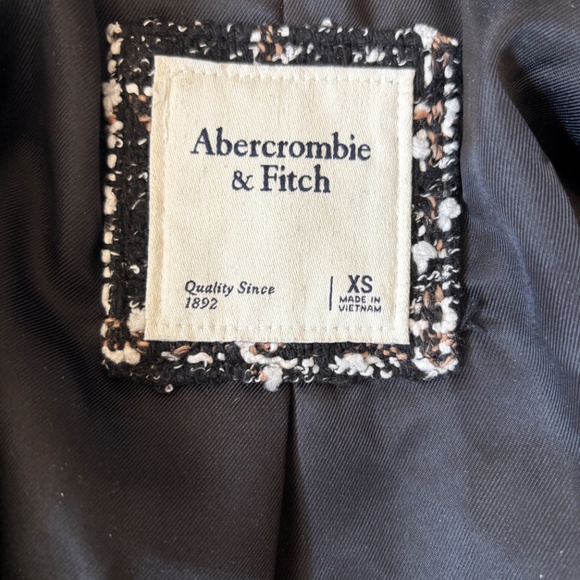 Abercrombie
& Fitch
Quality Since
1892
XS
MADE IN
VIETNAM